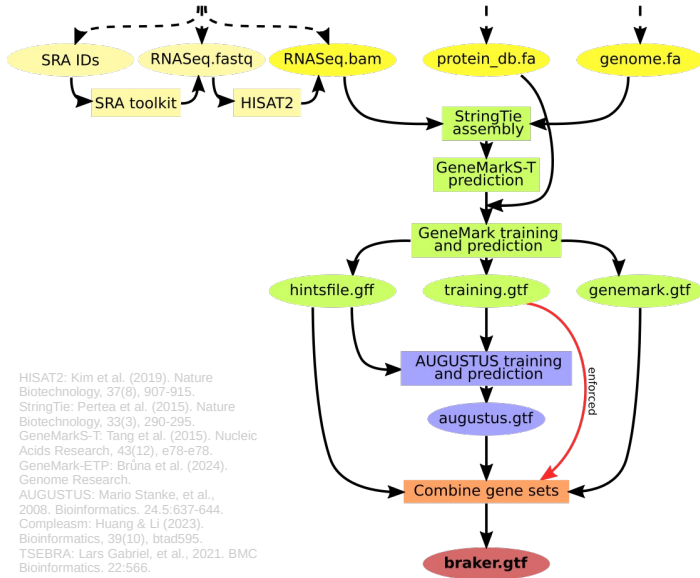 SRA IDs
RNASeq.fastq
RNASeq.bam
protein_db.fa
genome.fa
SRA toolkit
HISAT2
StringTie
assembly
GeneMarkS-T
prediction
GeneMark training
and prediction
hintsfile.gff
training.gtf
genemark.gtf
AUGUSTUS training
and prediction
enforced
augustus.gtf
Combine gene sets
braker.gtf
HISAT2: Kim et al. (2019). Nature
Biotechnology, 37(8), 907-915.
StringTie: Pertea et al. (2015). Nature
Biotechnology, 33(3), 290-295.
GeneMarkS-T: Tang et al. (2015). Nucleic
Acids Research, 43(12), e78-e78.
GeneMark-ETP: Brůna et al. (2024).
Genome Research.
AUGUSTUS: Mario Stanke, et al.,
2008. Bioinformatics. 24.5:637-644.
Compleasm: Huang & Li (2023).
Bioinformatics, 39(10), btad595.
TSEBRA: Lars Gabriel, et al., 2021. BMC
Bioinformatics. 22:566.